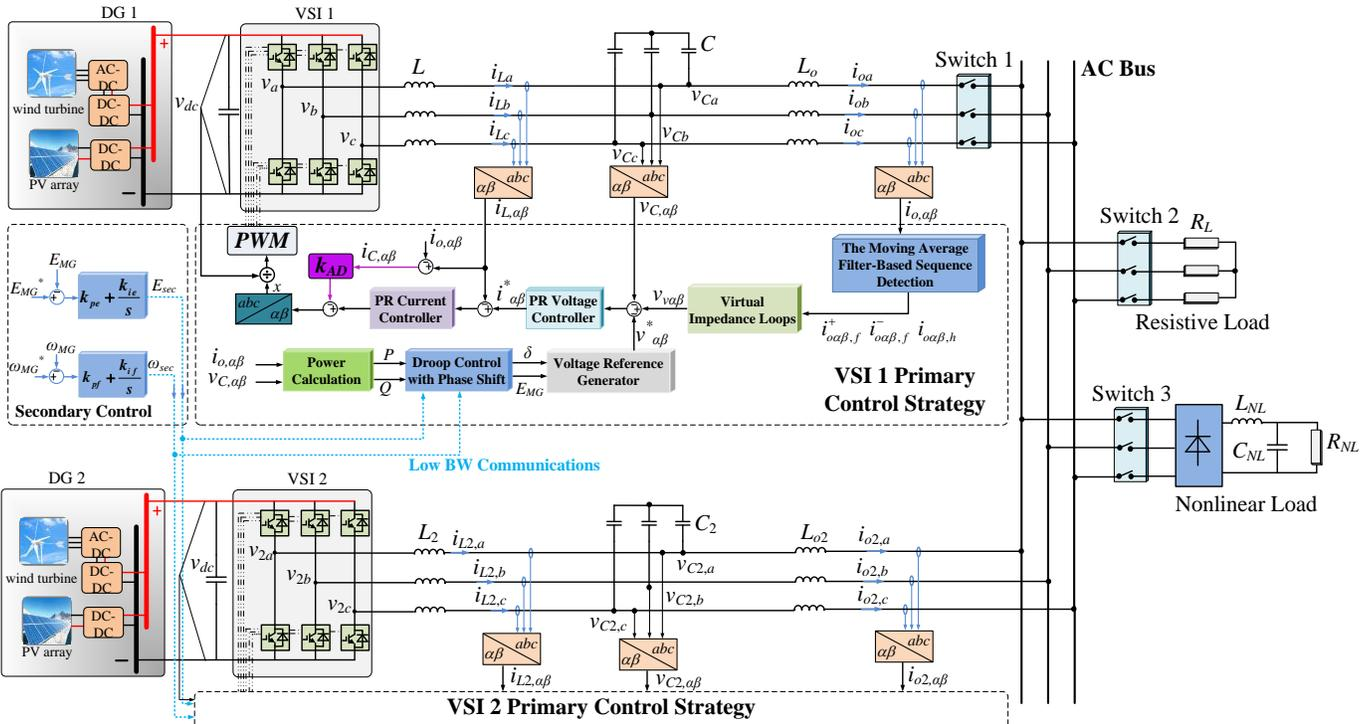 DG 1
VSI 1
+
AC-
DC
wind turbine
DC-
DC
DC-
DC
PV array
−
v_dc
v_a
v_b
v_c
L
i_La
i_Lb
i_Lc
C
v_Ca
v_Cb
v_Cc
L_o
i_oa
i_ob
i_oc
Switch 1
AC Bus
abc
αβ
i_L,αβ
abc
αβ
v_C,αβ
abc
αβ
i_o,αβ
PWM
÷
x
abc
αβ
k_AD
i_C,αβ
i_o,αβ
PR Current
Controller
i*_αβ
PR Voltage
Controller
v_vαβ
v*_αβ
Virtual
Impedance Loops
The Moving Average
Filter-Based Sequence
Detection
i^+_oαβ,f i^-_oαβ,f i_oαβ,h
i_o,αβ
v_C,αβ
Power
Calculation
P
Q
Droop Control
with Phase Shift
δ
E_MG
Voltage Reference
Generator
VSI 1 Primary
Control Strategy
E_MG
E_MG*
k_pe + k_ie/s
E_sec
ω_MG
ω_MG*
k_pf + k_if/s
ω_sec
Secondary Control
Low BW Communications
Switch 2
R_L
Resistive Load
Switch 3
L_NL
C_NL
R_NL
Nonlinear Load
DG 2
VSI 2
+
AC-
DC
wind turbine
DC-
DC
DC-
DC
PV array
−
v_dc
v_2a
v_2b
v_2c
L_2
i_L2,a
i_L2,b
i_L2,c
C_2
v_C2,a
v_C2,b
v_C2,c
L_o2
i_o2,a
i_o2,b
i_o2,c
abc
αβ
i_L2,αβ
abc
αβ
v_C2,αβ
abc
αβ
i_o2,αβ
VSI 2 Primary Control Strategy